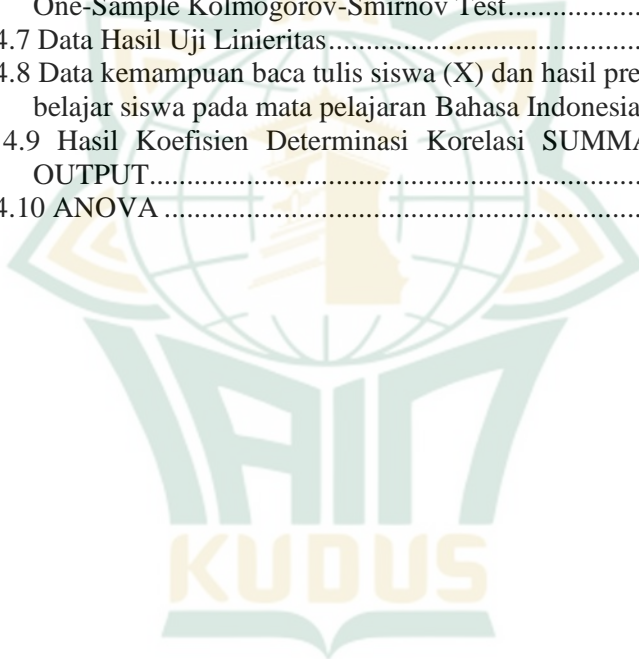 One-Sample Kolmogorov-Smirnov Test....................
4.7 Data Hasil Uji Linieritas........................................
4.8 Data kemampuan baca tulis siswa (X) dan hasil
belajar siswa pada mata pelajaran Bahasa Indonesia
4.9 Hasil Koefisien Determinasi Korelasi
OUTPUT................................................................
4.10 ANOVA ............................................................
IAIN
KUDUS